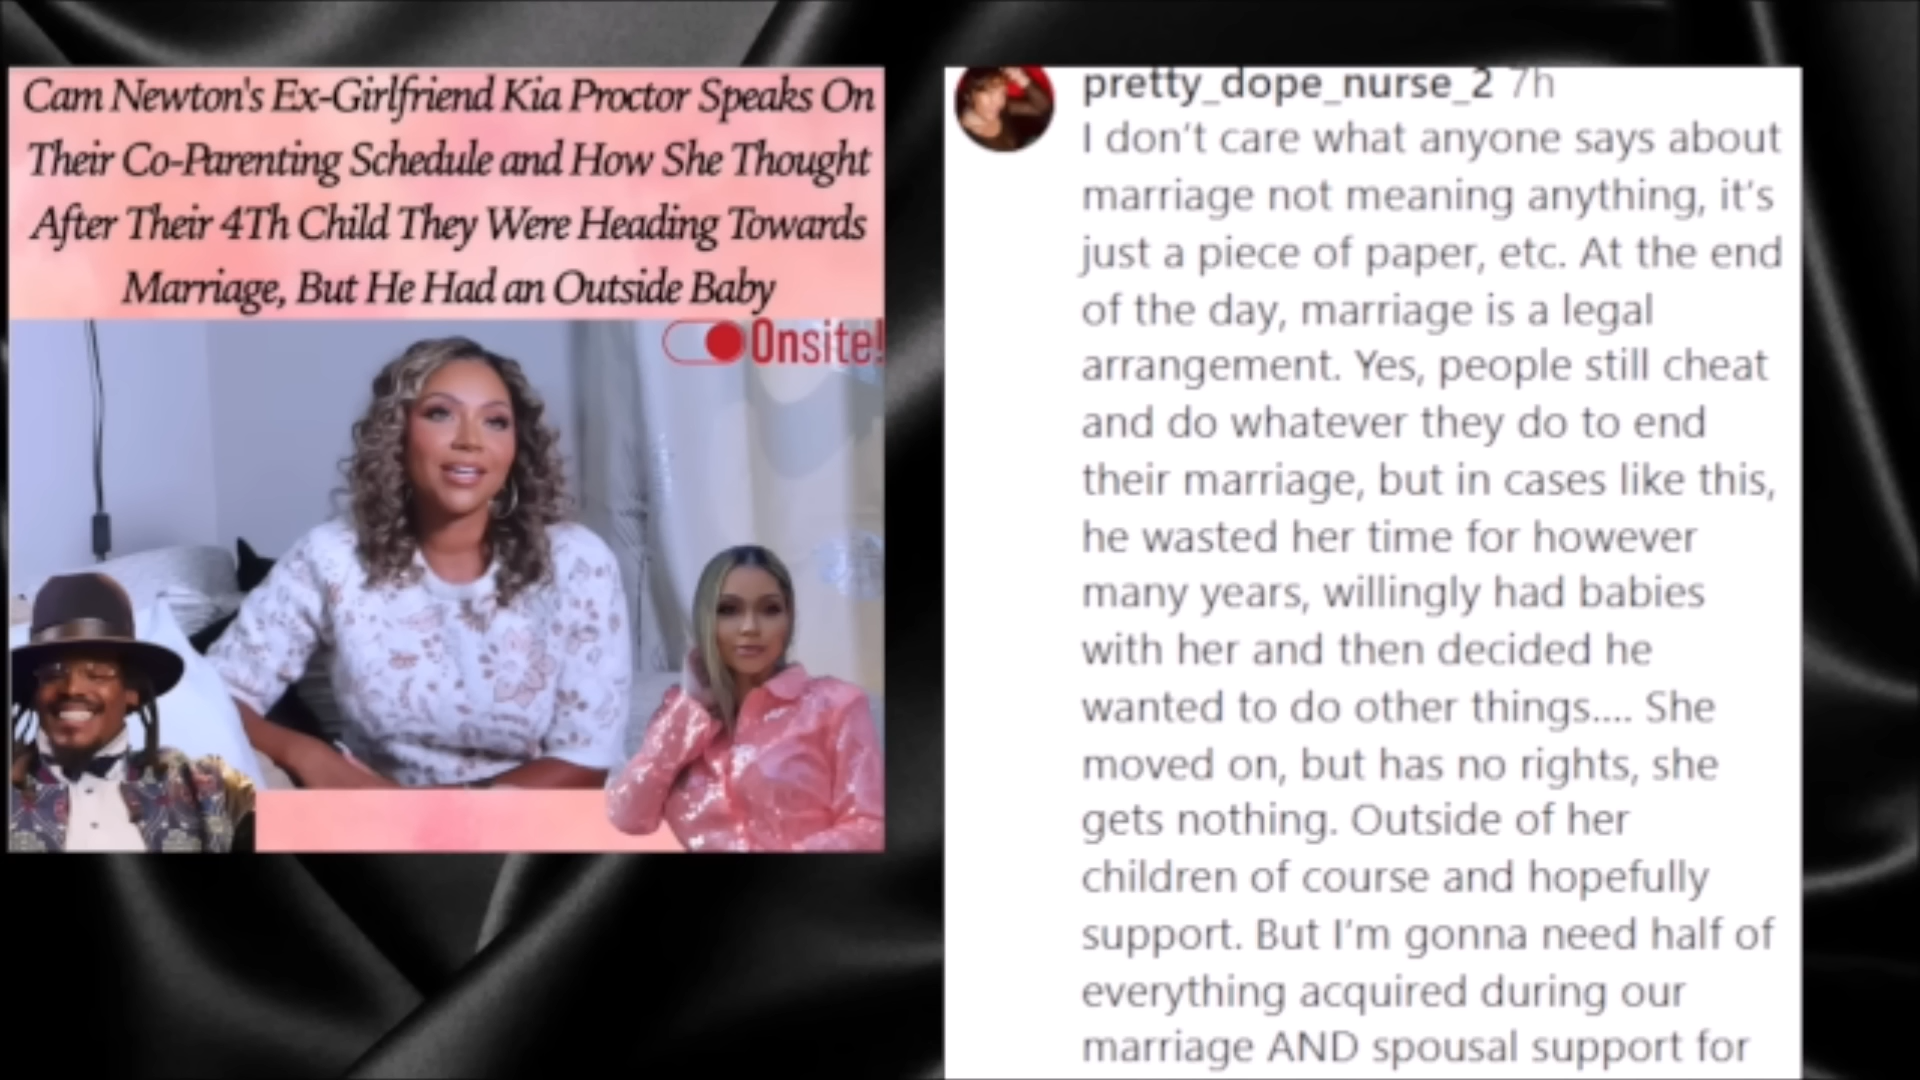 Cam Newton's Ex-Girlfriend Kia Proctor Speaks On
Their Co-Parenting Schedule and How She Thought
After Their 4Th Child They Were Heading Towards
Marriage, But He Had an Outside Baby
Onsite!
pretty_dope_nurse_2 7h
I don’t care what anyone says about
marriage not meaning anything, it’s
just a piece of paper, etc. At the end
of the day, marriage is a legal
arrangement. Yes, people still cheat
and do whatever they do to end
their marriage, but in cases like this,
he wasted her time for however
many years, willingly had babies
with her and then decided he
wanted to do other things.... She
moved on, but has no rights, she
gets nothing. Outside of her
children of course and hopefully
support. But I’m gonna need half of
everything acquired during our
marriage AND spousal support for